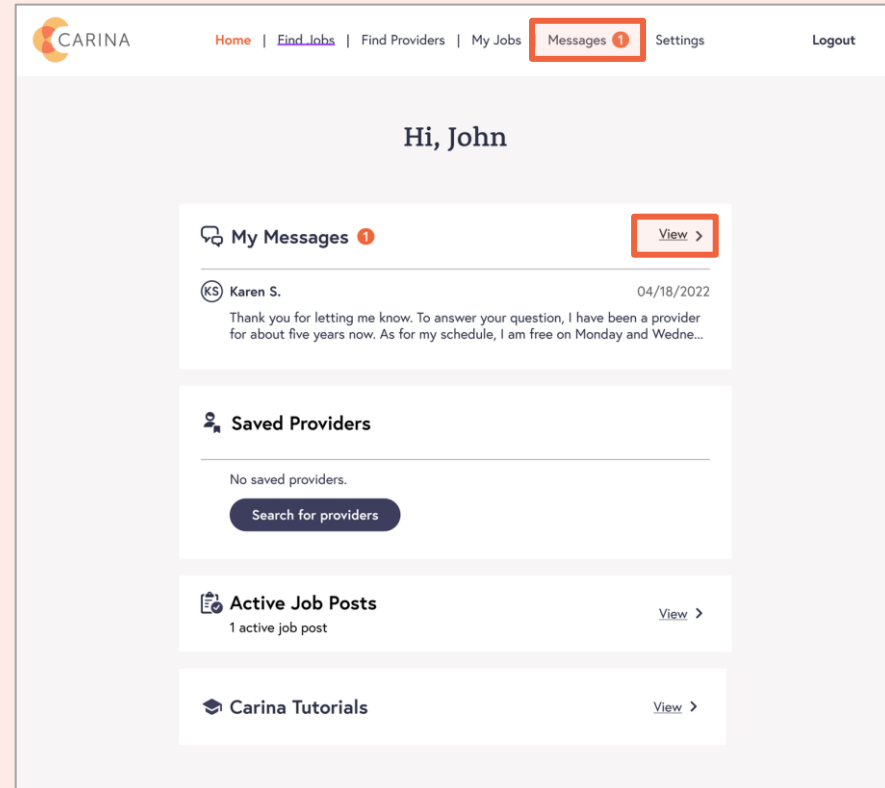 CARINA
Home | Find Jobs | Find Providers | My Jobs | Messages 1 Settings Logout
Hi, John
My Messages 1 View >
KS Karen S. 04/18/2022
Thank you for letting me know. To answer your question, I have been a provider
for about five years now. As for my schedule, I am free on Monday and Wedne...
Saved Providers
No saved providers.
Search for providers
Active Job Posts
1 active job post
View >
Carina Tutorials View >